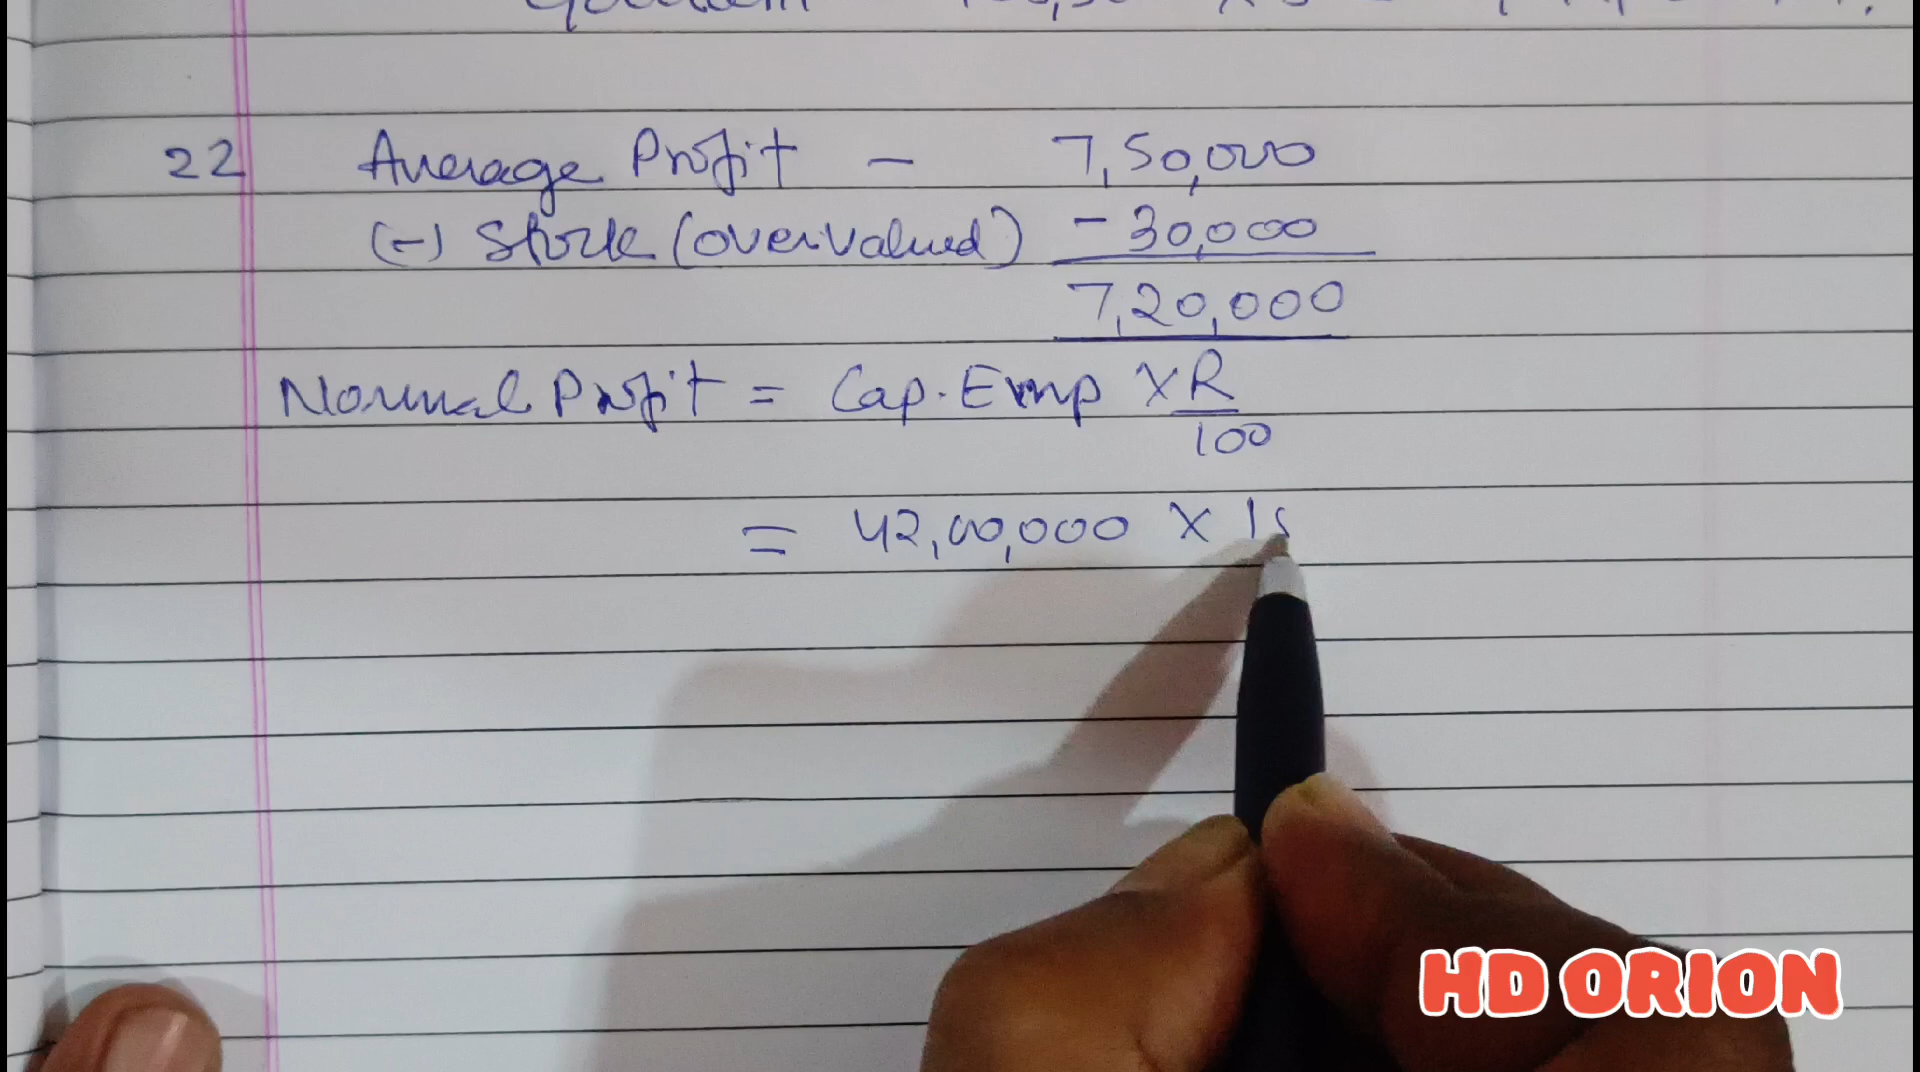 22 Average Profit - 7,50,000
(-) Stock (overvalued) - 30,000
7,20,000
Normal Profit = Cap. Emp X R
100
= 42,00,000 X 15
HD ORION